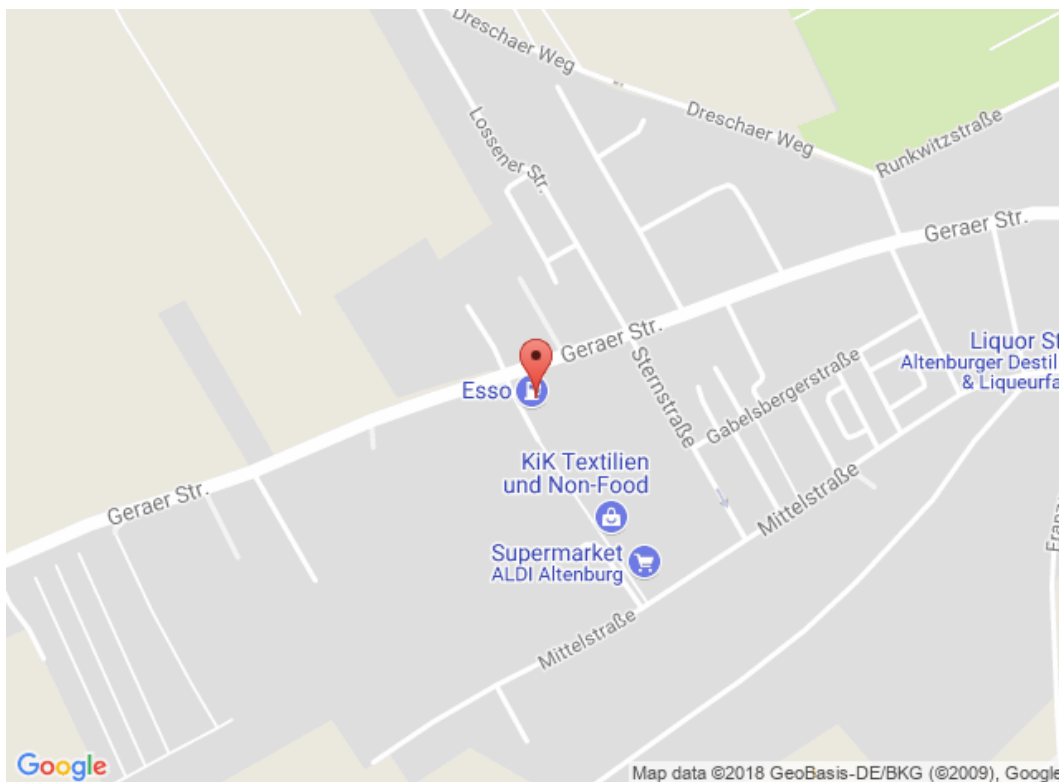 Dreschaer Weg
Lossener Str.
Dreschaer Weg
Runkwitzstraße
Geraer Str.
Geraer Str.
Liquor St
Altenburger Destil
& Liqueurfa
Esso
Sternstraße
Gabelsbergerstraße
KiK Textilien
und Non-Food
Geraer Str.
Mittelstraße
Franz
Supermarket
ALDI Altenburg
Mittelstraße
Google
Map data ©2018 GeoBasis-DE/BKG (©2009), Google